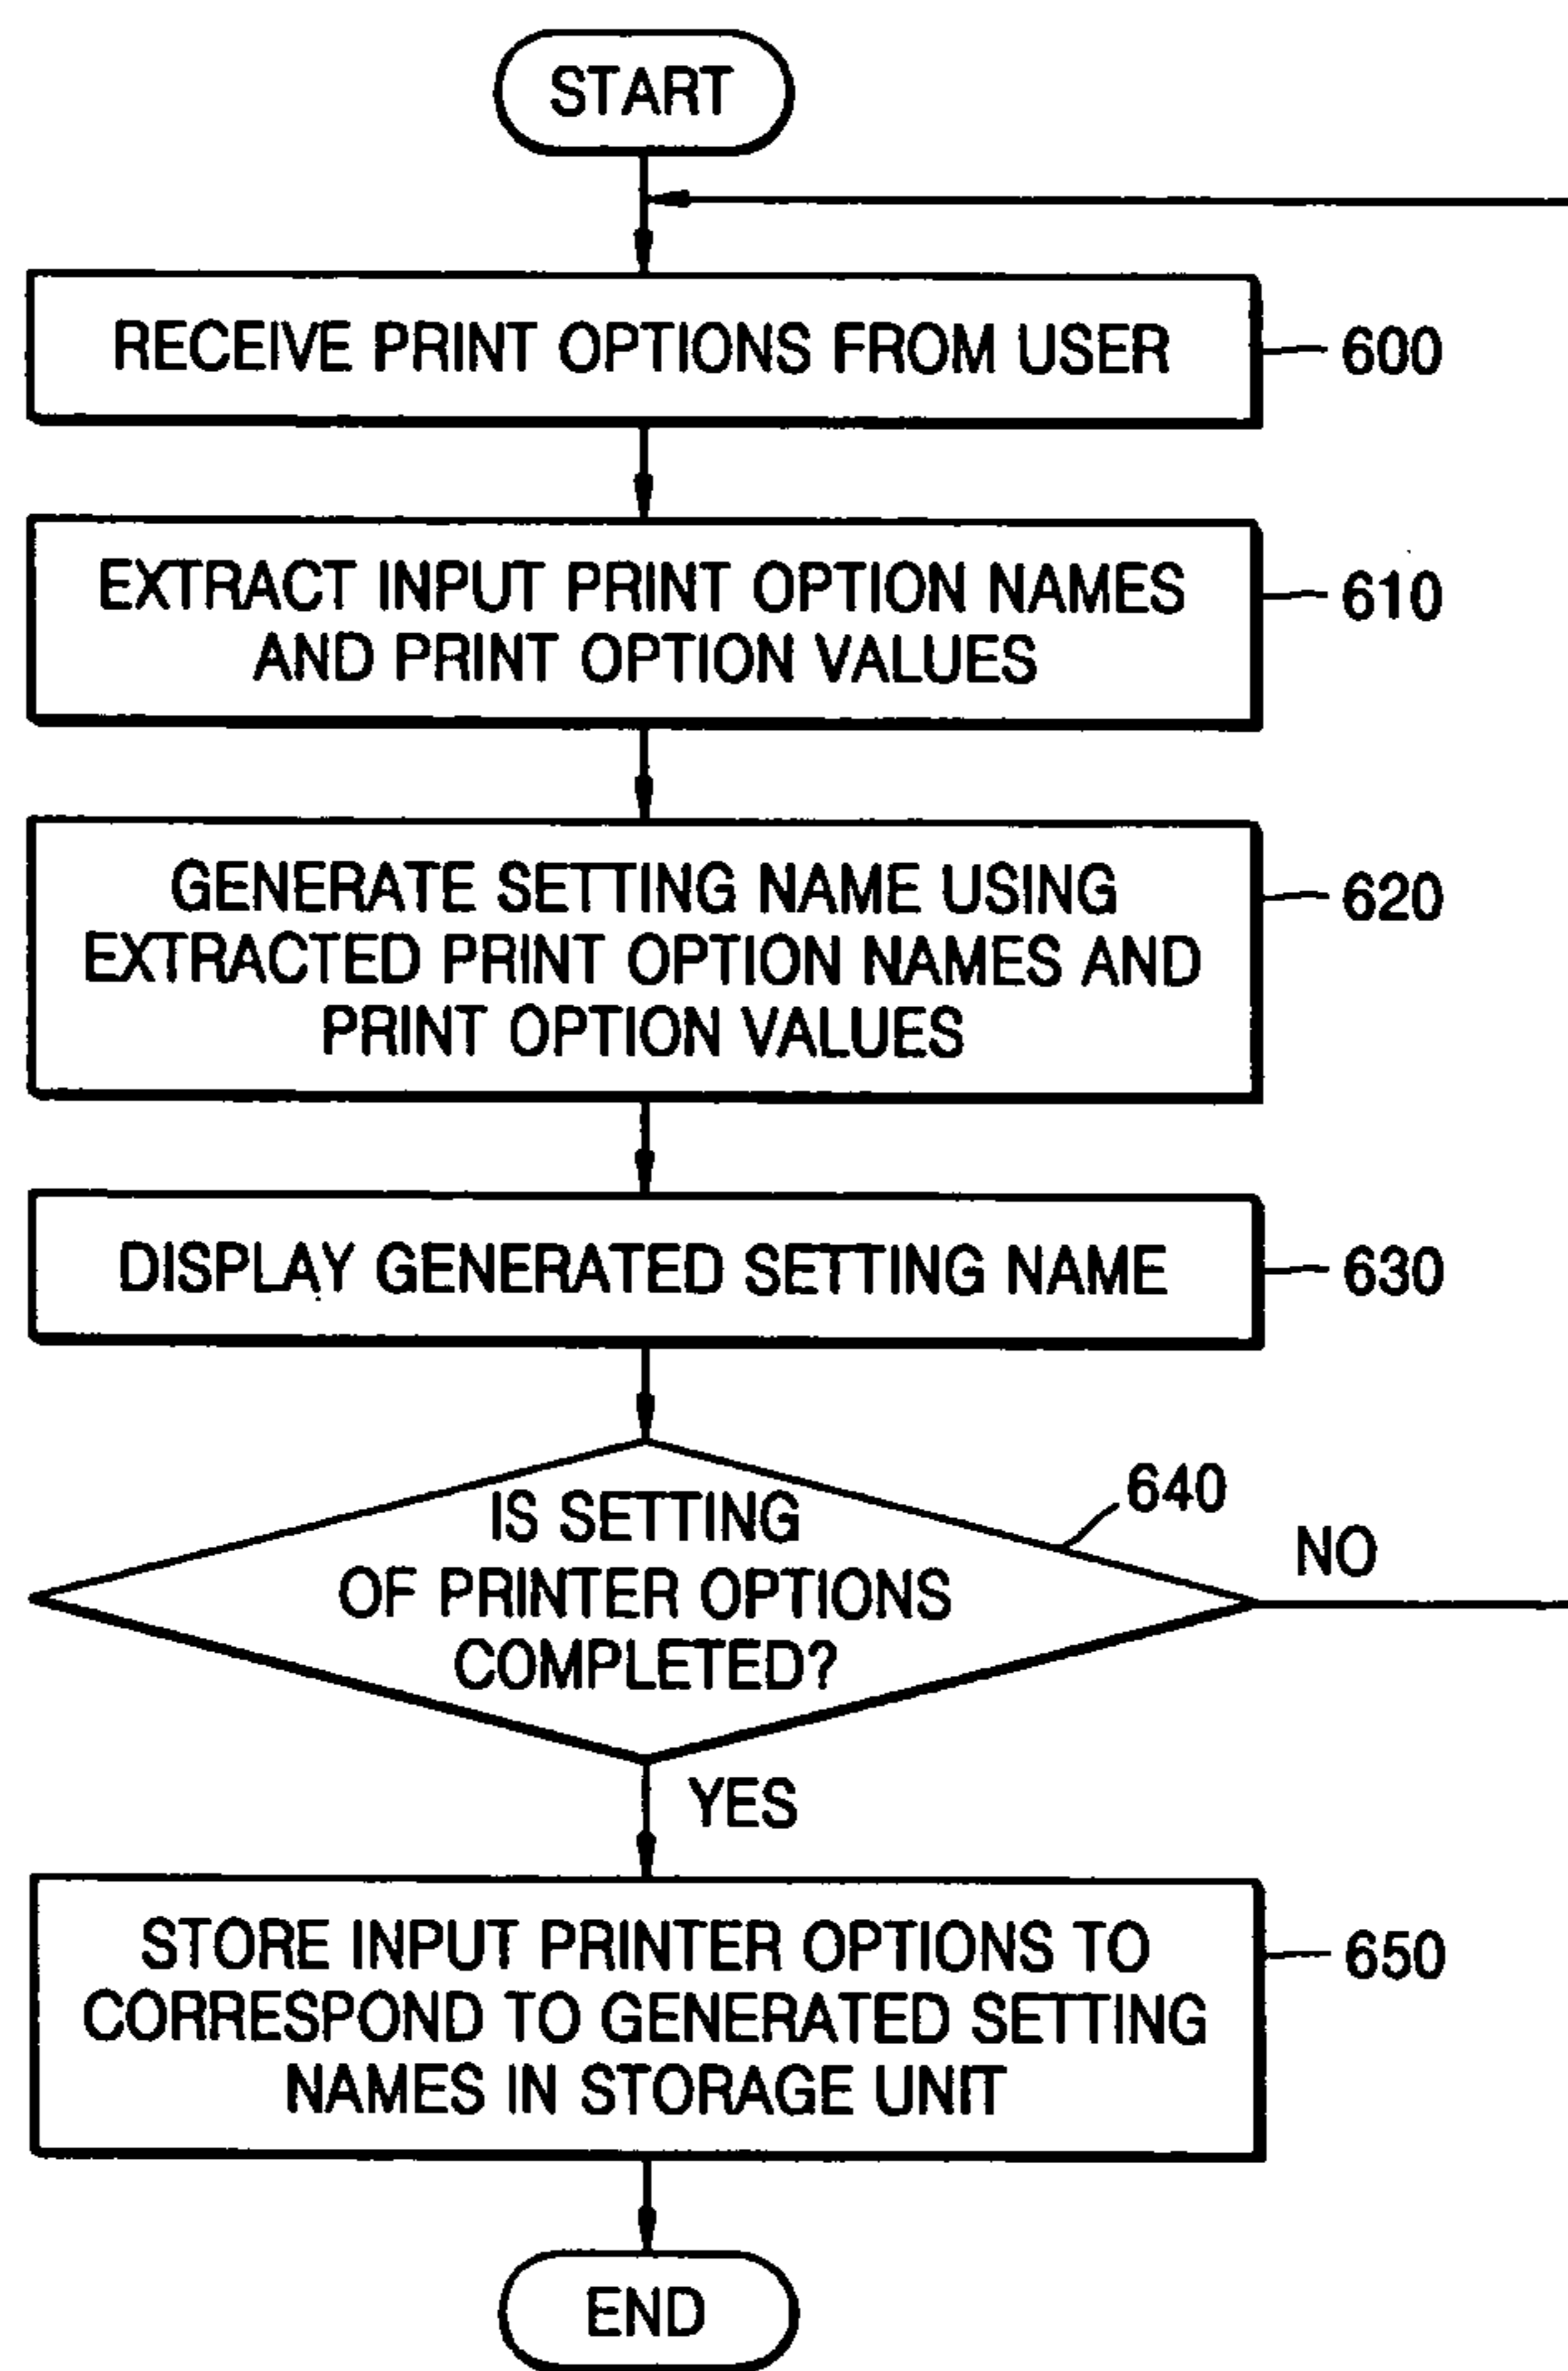 START
RECEIVE PRINT OPTIONS FROM USER
600
EXTRACT INPUT PRINT OPTION NAMES
AND PRINT OPTION VALUES
610
GENERATE SETTING NAME USING
EXTRACTED PRINT OPTION NAMES AND
PRINT OPTION VALUES
620
DISPLAY GENERATED SETTING NAME
630
IS SETTING
OF PRINTER OPTIONS
COMPLETED?
640
NO
YES
STORE INPUT PRINTER OPTIONS TO
CORRESPOND TO GENERATED SETTING
NAMES IN STORAGE UNIT
650
END